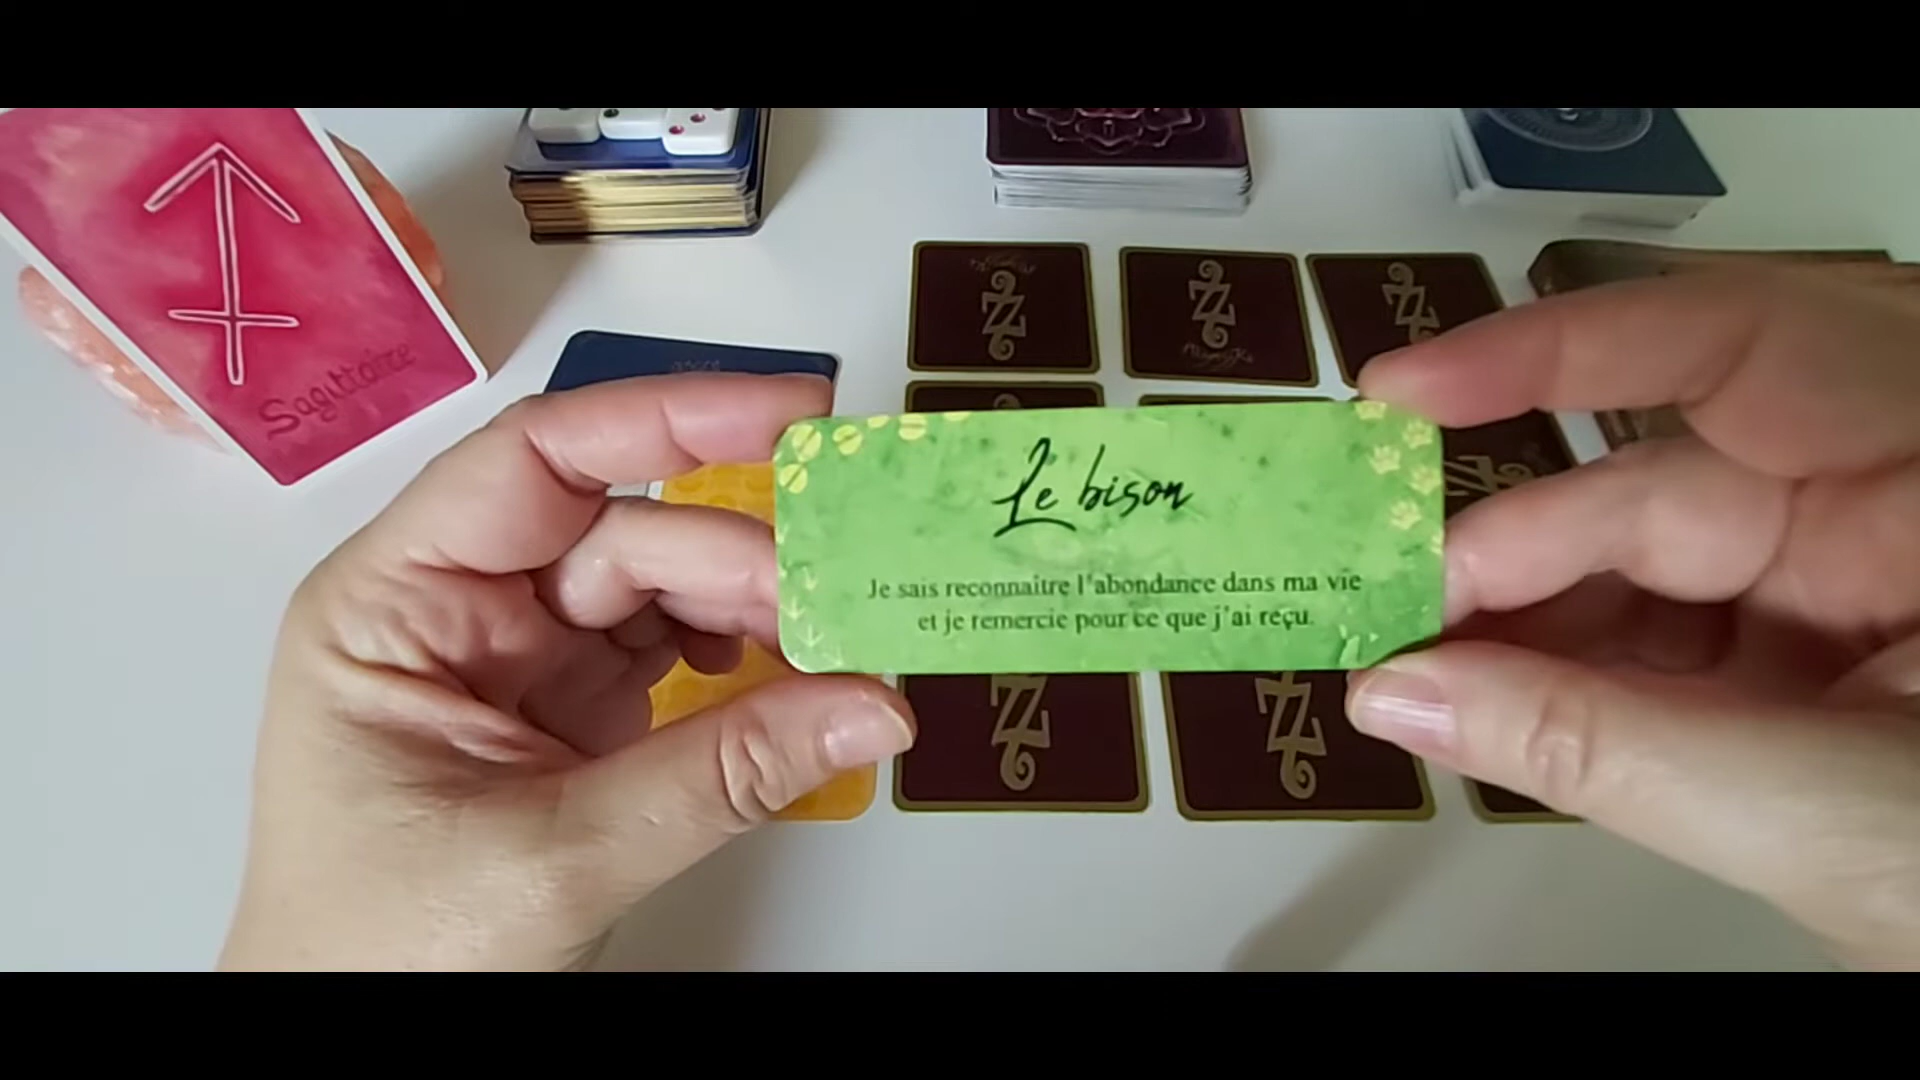 Sagittaire
Le bison
Je sais reconnaitre l'abondance dans ma vie
et je remercie pour ce que j'ai reçu.